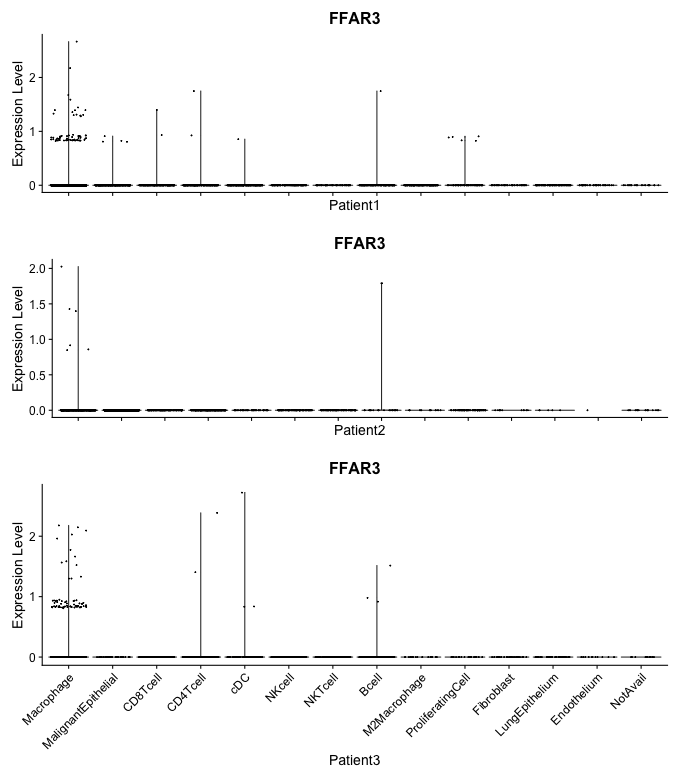 FFAR3
Expression Level
2
1
0
Patient1
FFAR3
Expression Level
2.0
1.5
1.0
0.5
0.0
Patient2
FFAR3
Expression Level
2
1
0
Macrophage
MalignantEpithelial
CD8Tcell
CD4Tcell
cDC
NKcell
NKTcell
Bcell
M2Macrophage
ProliferatingCell
Fibroblast
LungEpithelium
Endothelium
NotAvail
Patient3